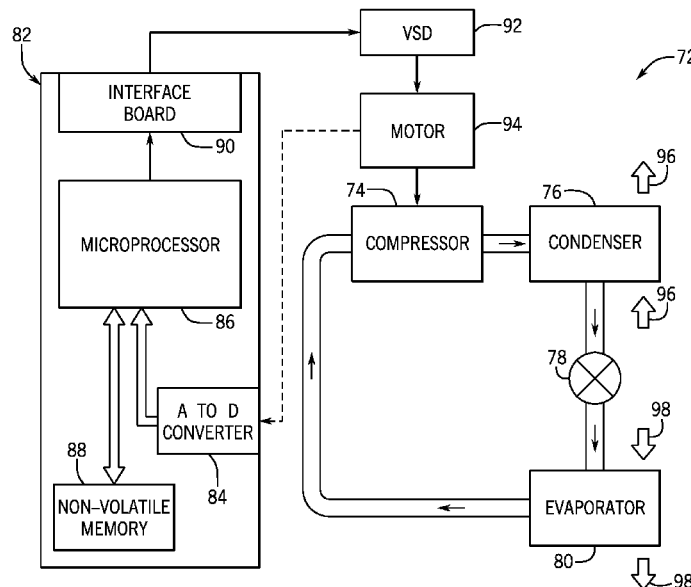 82
VSD
92
72
INTERFACE
BOARD
90
MOTOR
94
96
74
76
MICROPROCESSOR
COMPRESSOR
CONDENSER
86
96
78
A TO D
CONVERTER
84
98
88
NON-VOLATILE
MEMORY
EVAPORATOR
80
98